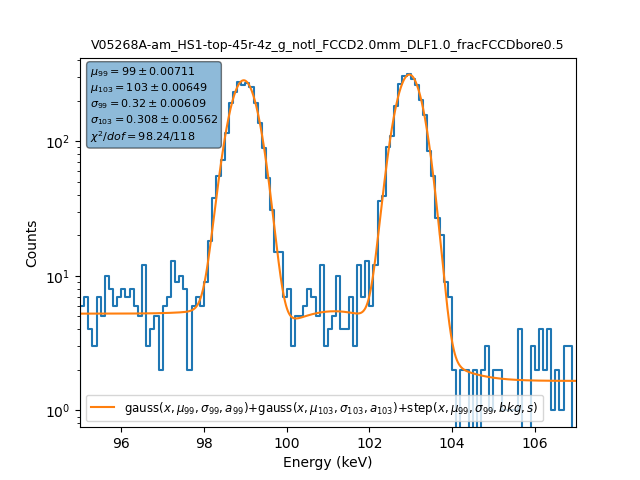 V05268A-am_HS1-top-45r-4z_g_notl_FCCD2.0mm_DLF1.0_fracFCCDbore0.5
μ₉₉ = 99 ± 0.00711
μ₁₀₃ = 103 ± 0.00649
σ₉₉ = 0.32 ± 0.00609
σ₁₀₃ = 0.308 ± 0.00562
χ²/dof = 98.24/118
Counts
10²
10¹
10⁰
gauss(x, μ₉₉, σ₉₉, a₉₉)+gauss(x, μ₁₀₃, σ₁₀₃, a₁₀₃)+step(x, μ₉₉, σ₉₉, bkg, s)
96 98 100 102 104 106
Energy (keV)